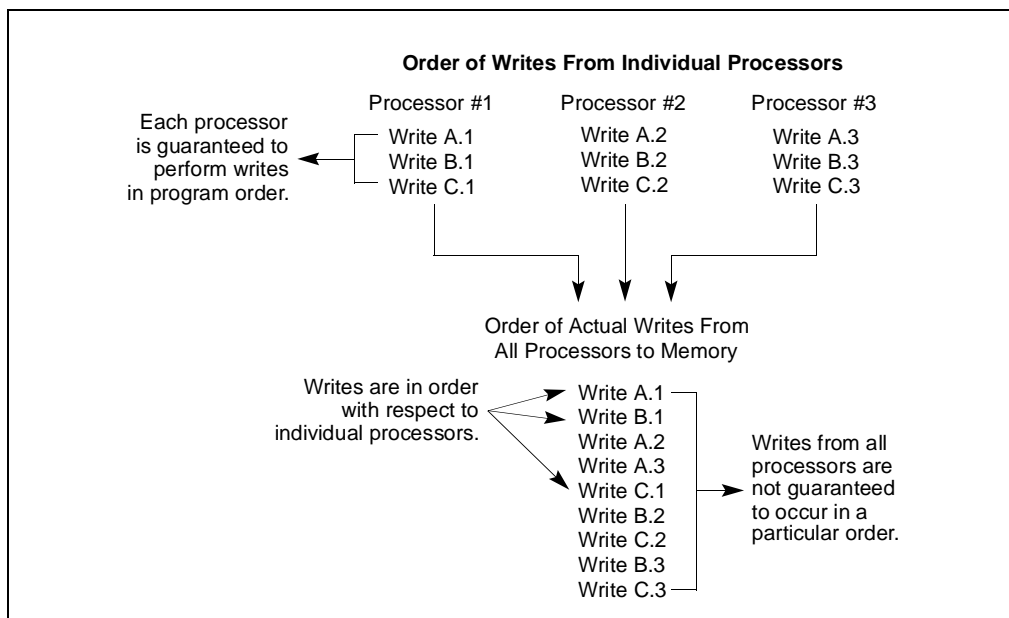 Order of Writes From Individual Processors
Processor #1
Processor #2
Processor #3
Each processor
is guaranteed to
perform writes
in program order.
Write A.1
Write B.1
Write C.1
Write A.2
Write B.2
Write C.2
Write A.3
Write B.3
Write C.3
Order of Actual Writes From
All Processors to Memory
Writes are in order
with respect to
individual processors.
Write A.1
Write B.1
Write A.2
Write A.3
Write C.1
Write B.2
Write C.2
Write B.3
Write C.3
Writes from all
processors are
not guaranteed
to occur in a
particular order.